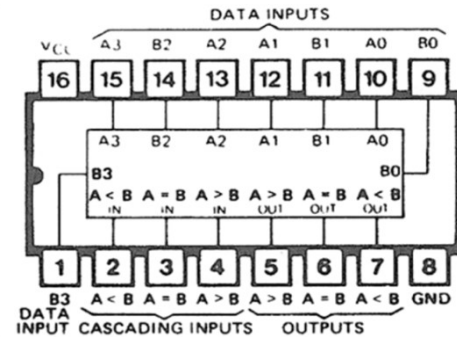 DATA INPUTS
VCC A3 B2 A2 A1 B1 A0 B0
16 15 14 13 12 11 10 9
A3 B2 A2 A1 B1 A0
B3 B0
A < B A = B A > B A > B A = B A < B
IN IN IN OUT OUT OUT
1 2 3 4 5 6 7 8
B3 A < B A = B A > B A > B A = B A < B GND
DATA
INPUT CASCADING INPUTS OUTPUTS